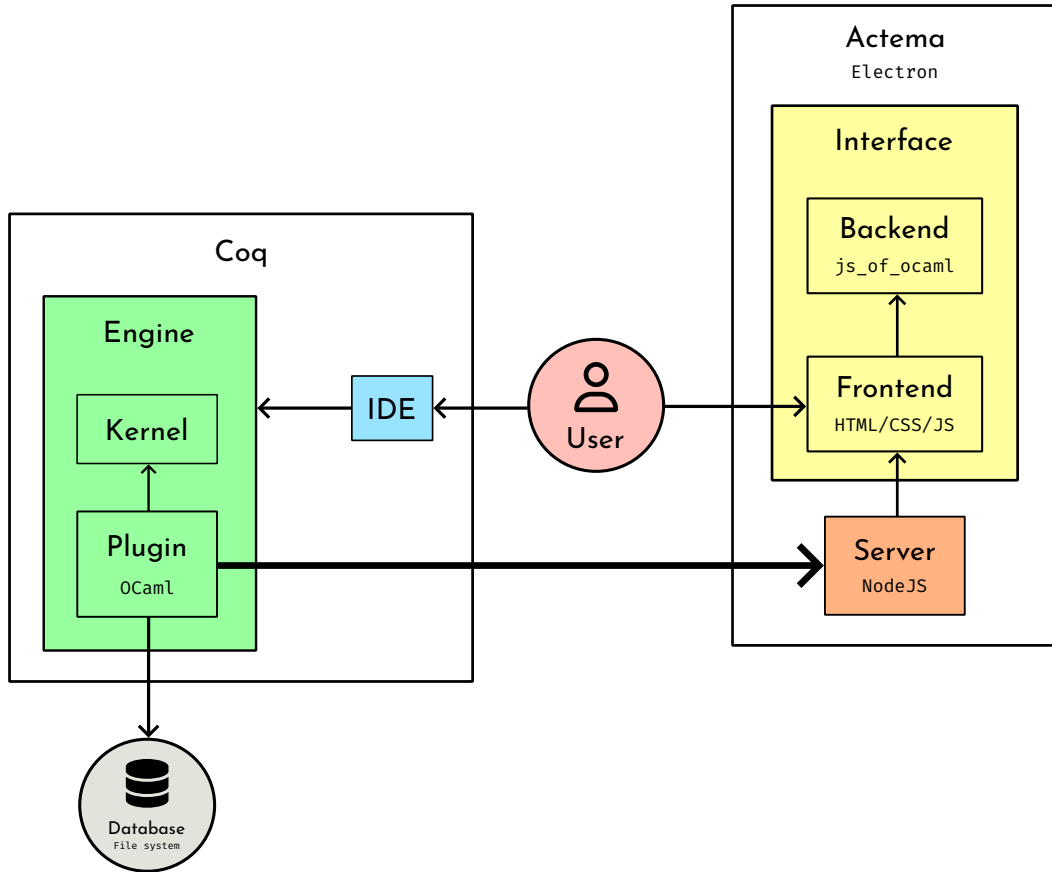 Actema
Electron
Interface
Backend
js_of_ocaml
Frontend
HTML/CSS/JS
Server
NodeJS
Coq
Engine
Kernel
Plugin
OCaml
IDE
User
Database
File system